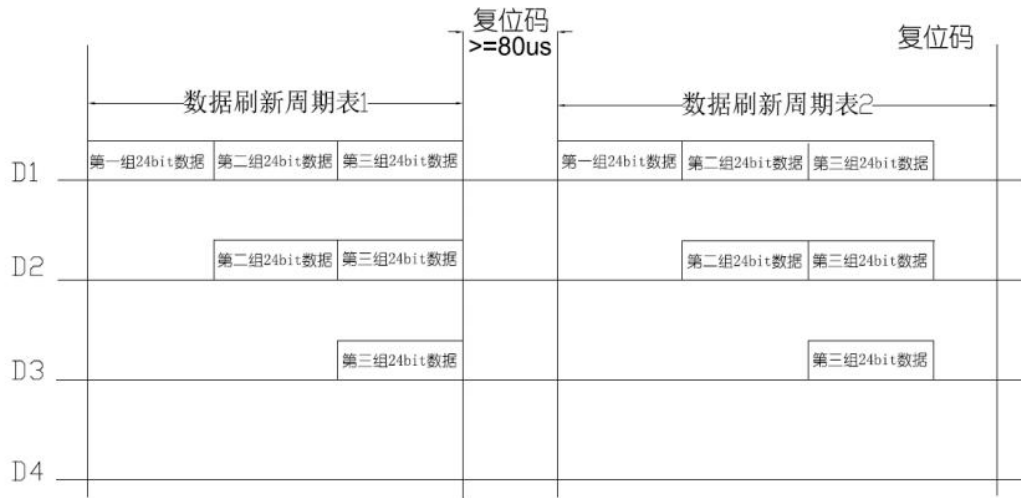 复位码
>=80us
复位码
数据刷新周期表1
数据刷新周期表2
D1
第一组24bit数据
第二组24bit数据
第三组24bit数据
第一组24bit数据
第二组24bit数据
第三组24bit数据
D2
第二组24bit数据
第三组24bit数据
第二组24bit数据
第三组24bit数据
D3
第三组24bit数据
第三组24bit数据
D4